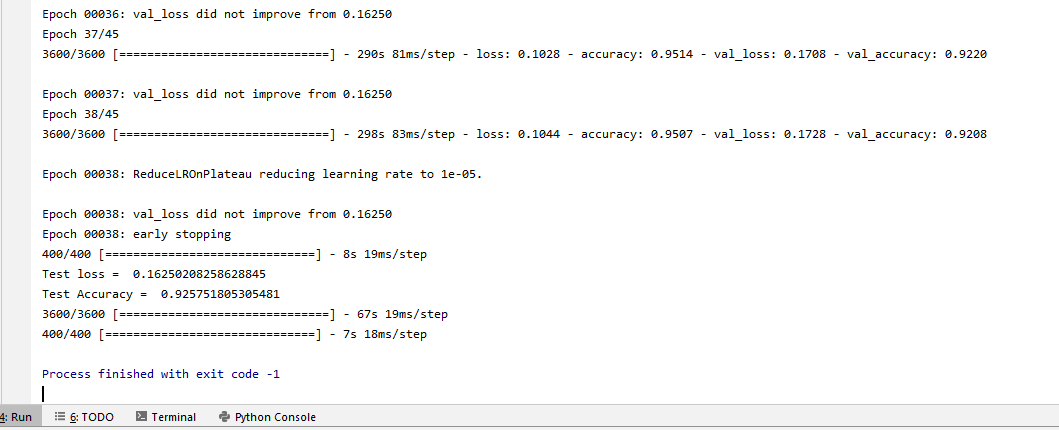 Epoch 00036: val_loss did not improve from 0.16250
Epoch 37/45
3600/3600 [==============================] - 290s 81ms/step - loss: 0.1028 - accuracy: 0.9514 - val_loss: 0.1708 - val_accuracy: 0.9220
Epoch 00037: val_loss did not improve from 0.16250
Epoch 38/45
3600/3600 [==============================] - 298s 83ms/step - loss: 0.1044 - accuracy: 0.9507 - val_loss: 0.1728 - val_accuracy: 0.9208
Epoch 00038: ReduceLROnPlateau reducing learning rate to 1e-05.
Epoch 00038: val_loss did not improve from 0.16250
Epoch 00038: early stopping
400/400 [==============================] - 8s 19ms/step
Test loss =  0.16250208258628845
Test Accuracy =  0.925751805305481
3600/3600 [==============================] - 67s 19ms/step
400/400 [==============================] - 7s 18ms/step
Process finished with exit code -1
4: Run 6: TODO Terminal Python Console